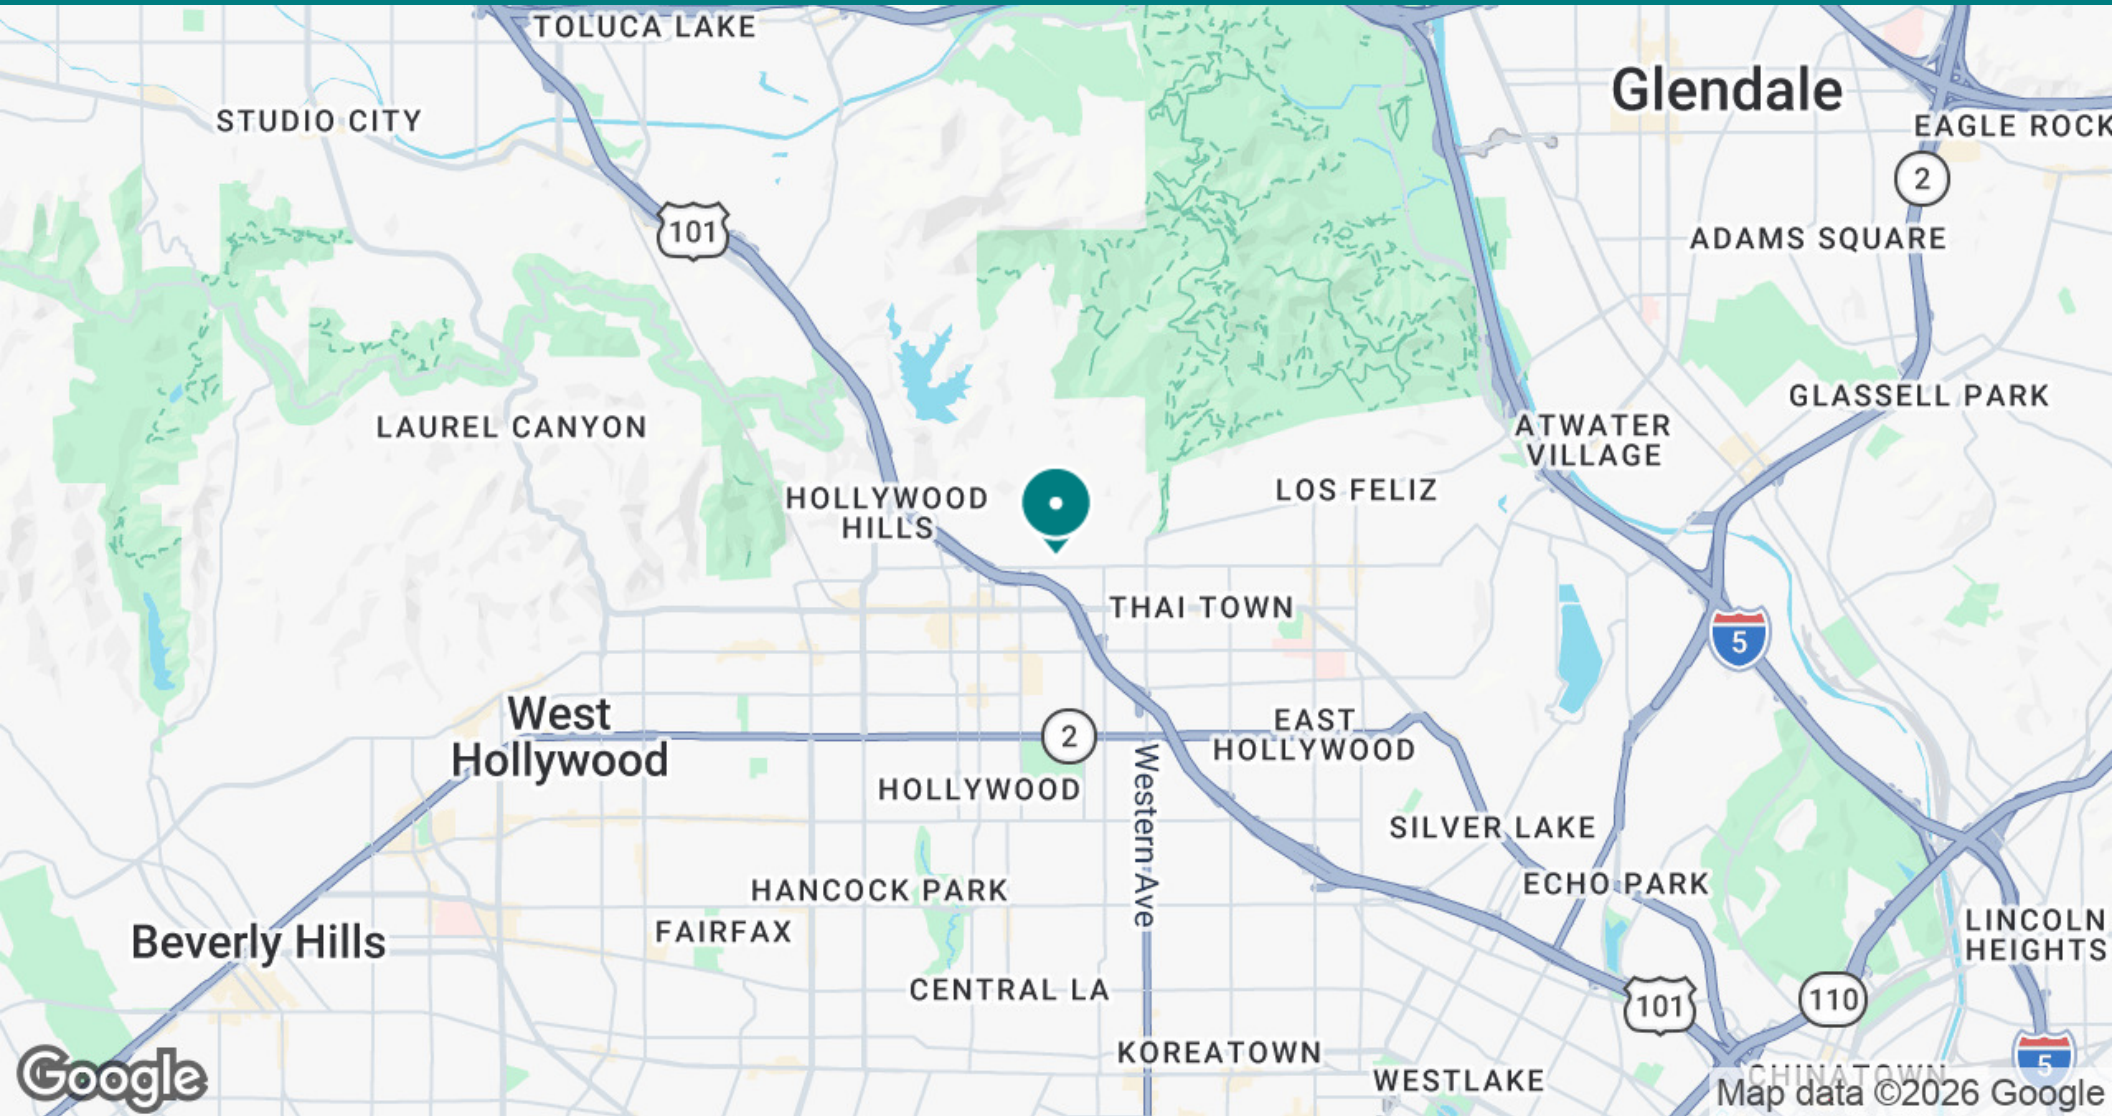 TOLUCA LAKE
Glendale
STUDIO CITY
EAGLE ROCK
2
101
ADAMS SQUARE
GLASSELL PARK
LAUREL CANYON
ATWATER
VILLAGE
HOLLYWOOD
HILLS
LOS FELIZ
THAI TOWN
5
West
Hollywood
2
EAST
HOLLYWOOD
HOLLYWOOD
Western Ave
SILVER LAKE
HANCOCK PARK
ECHO PARK
FAIRFAX
LINCOLN
HEIGHTS
Beverly Hills
CENTRAL LA
101
110
KOREATOWN
5
Google
WESTLAKE
CHINATOWN
Map data ©2026 Google